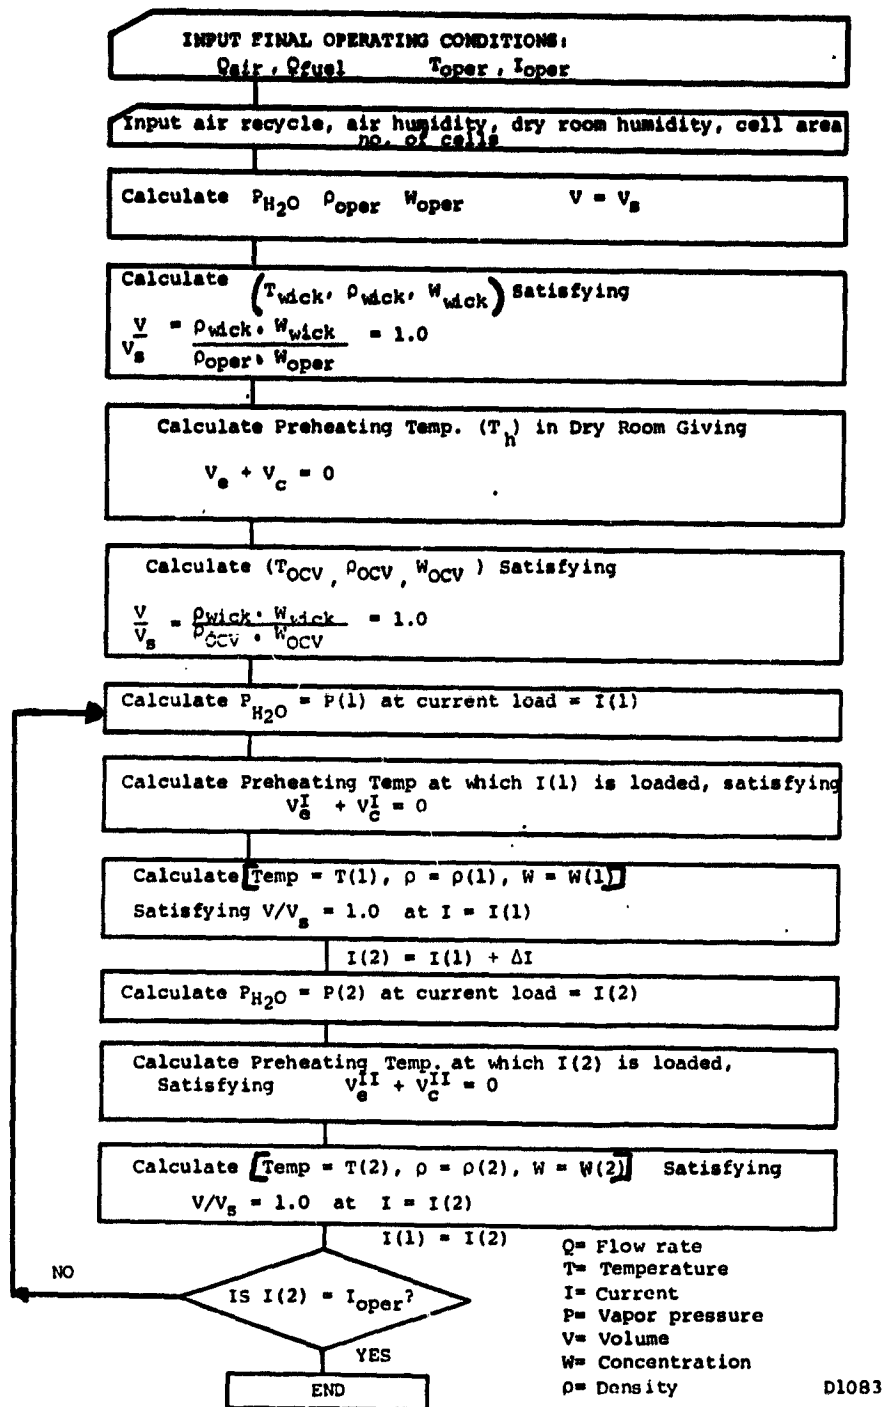 INPUT FINAL OPERATING CONDITIONS:
Qair, Qfuel Toper, Ioper
Input air recycle, air humidity, dry room humidity, cell area
no. of cells
Calculate PH2O ρoper Woper V = Vs
Calculate (Twick, ρwick, Wwick) Satisfying
V/Vs = ρwick · Wwick / ρoper · Woper = 1.0
Calculate Preheating Temp. (Th) in Dry Room Giving
Ve + Vc = 0
Calculate (TOCV, ρOCV, WOCV) Satisfying
V/Vs = ρwick · Wwick / ρOCV · WOCV = 1.0
Calculate PH2O = P(1) at current load = I(1)
Calculate Preheating Temp at which I(1) is loaded, satisfying
VeI + VcI = 0
Calculate [Temp = T(1), ρ = ρ(1), W = W(1)]
Satisfying V/Vs = 1.0 at I = I(1)
I(2) = I(1) + ΔI
Calculate PH2O = P(2) at current load = I(2)
Calculate Preheating Temp. at which I(2) is loaded,
Satisfying VeII + VcII = 0
Calculate [Temp = T(2), ρ = ρ(2), W = W(2)] Satisfying
V/Vs = 1.0 at I = I(2)
I(1) = I(2)
NO
IS I(2) = Ioper?
YES
END
Q= Flow rate
T= Temperature
I= Current
P= Vapor pressure
V= Volume
W= Concentration
ρ= Density
D1083